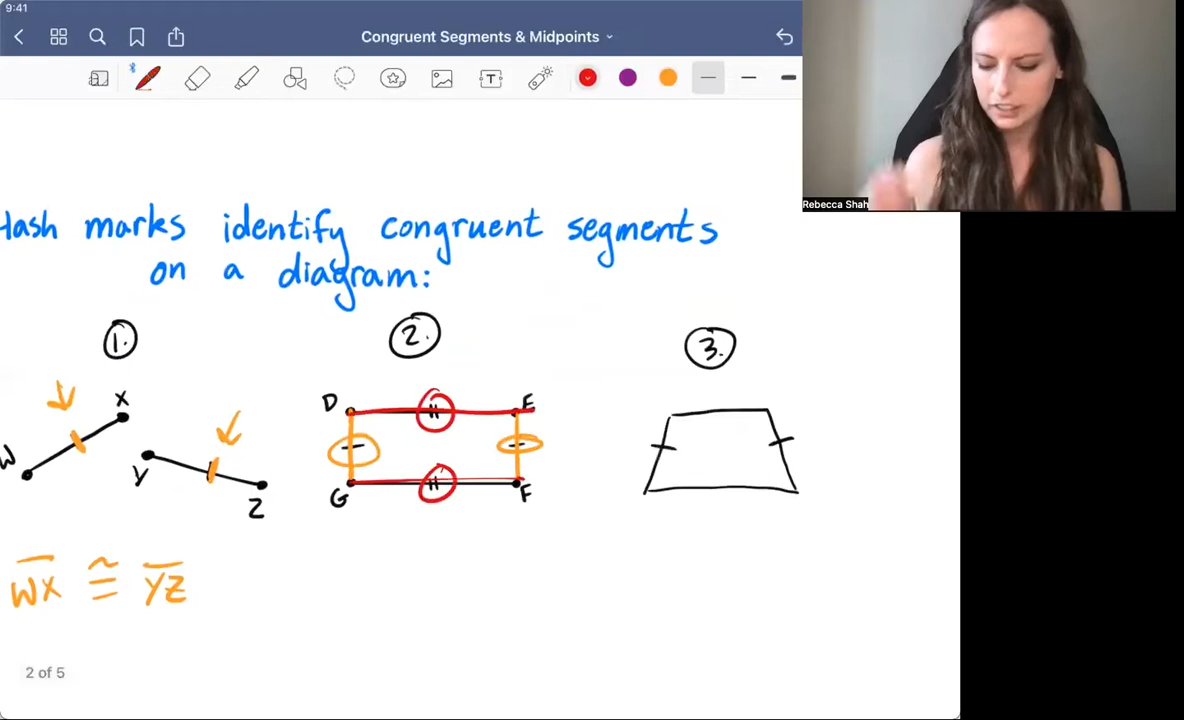 9:41
Congruent Segments & Midpoints
Rebecca Shah
Hash marks identify congruent segments
on a diagram:
1.
2.
3.
W
X
Y
Z
D
E
G
F
WX ≅ YZ
2 of 5